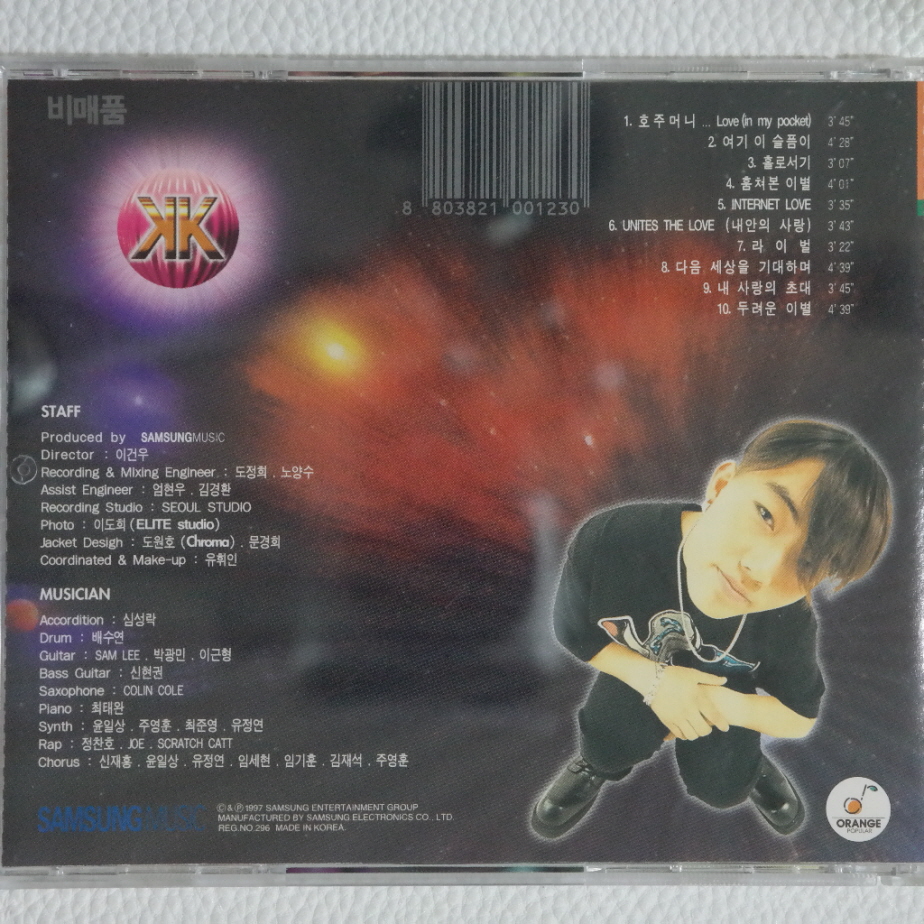 비매품
KK
8 803821 001230
1. 호주머니 ... Love (in my pocket) 3' 45"
2. 여기 이 슬픔이 4' 28"
3. 홀로서기 3' 07"
4. 훔쳐본 이별 4' 01"
5. INTERNET LOVE 3' 35"
6. UNITES THE LOVE (내안의 사랑) 3' 43"
7. 라 이 벌 3' 22"
8. 다음 세상을 기대하며 4' 39"
9. 내 사랑의 초대 3' 45"
10. 두려운 이별 4' 39"
STAFF
Produced by SAMSUNGMUSIC
Director : 이건우
Recording & Mixing Engineer : 도정회 . 노양수
Assist Engineer : 엄현우 . 김경환
Recording Studio : SEOUL STUDIO
Photo : 이도희 (ELITE studio)
Jacket Desigh : 도원호 (Chroma) . 문경희
Coordinated & Make-up : 유휘인
MUSICIAN
Accordition : 심성락
Drum : 배수연
Guitar : SAM LEE . 박광민 . 이근형
Bass Guitar : 신현권
Saxophone : COLIN COLE
Piano : 최태완
Synth : 윤일상 . 주영훈 . 최준영 . 유정연
Rap : 정찬호 . JOE . SCRATCH CATT
Chorus : 신재홍 . 윤일상 . 유정연 . 임세현 . 임기훈 . 김재석 . 주영훈
SAMSUNGMUSIC
© & ℗ 1997 SAMSUNG ENTERTAINMENT GROUP
MANUFACTURED BY SAMSUNG ELECTRONICS CO., LTD.
REG.NO.296 MADE IN KOREA.
ORANGE
POPULAR